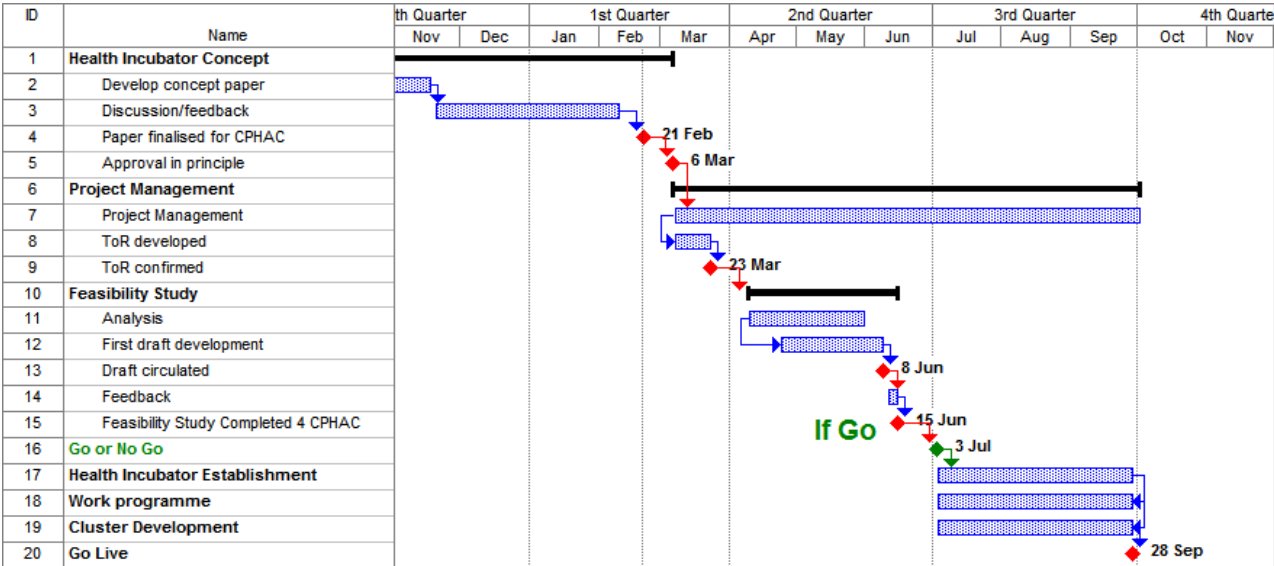 ID Name th Quarter 1st Quarter 2nd Quarter 3rd Quarter 4th Quarte
Nov Dec Jan Feb Mar Apr May Jun Jul Aug Sep Oct Nov
1 Health Incubator Concept
2 Develop concept paper
3 Discussion/feedback
4 Paper finalised for CPHAC 21 Feb
5 Approval in principle 6 Mar
6 Project Management
7 Project Management
8 ToR developed
9 ToR confirmed 23 Mar
10 Feasibility Study
11 Analysis
12 First draft development
13 Draft circulated 8 Jun
14 Feedback
15 Feasibility Study Completed 4 CPHAC 15 Jun
If Go
16 Go or No Go 3 Jul
17 Health Incubator Establishment
18 Work programme
19 Cluster Development
20 Go Live 28 Sep